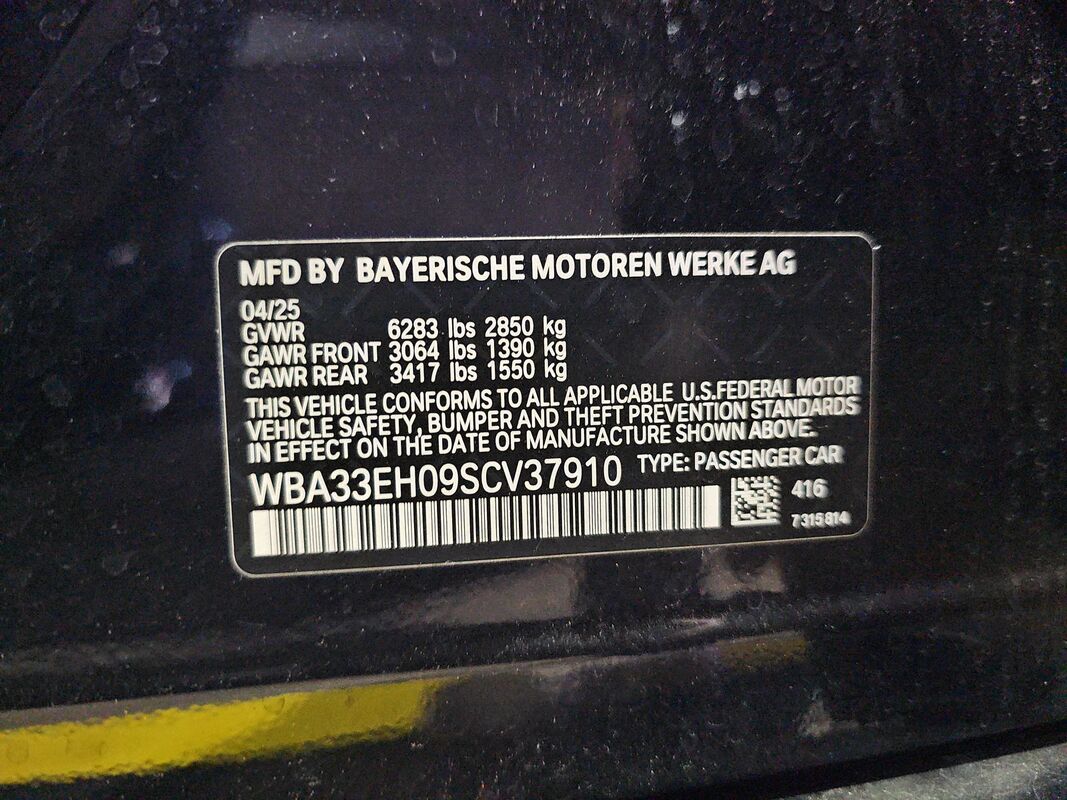 MFD BY BAYERISCHE MOTOREN WERKE AG
04/25
GVWR 6283 lbs 2850 kg
GAWR FRONT 3064 lbs 1390 kg
GAWR REAR 3417 lbs 1550 kg
THIS VEHICLE CONFORMS TO ALL APPLICABLE U.S.FEDERAL MOTOR
VEHICLE SAFETY, BUMPER AND THEFT PREVENTION STANDARDS
IN EFFECT ON THE DATE OF MANUFACTURE SHOWN ABOVE.
WBA33EH09SCV37910 TYPE: PASSENGER CAR
416
7315814